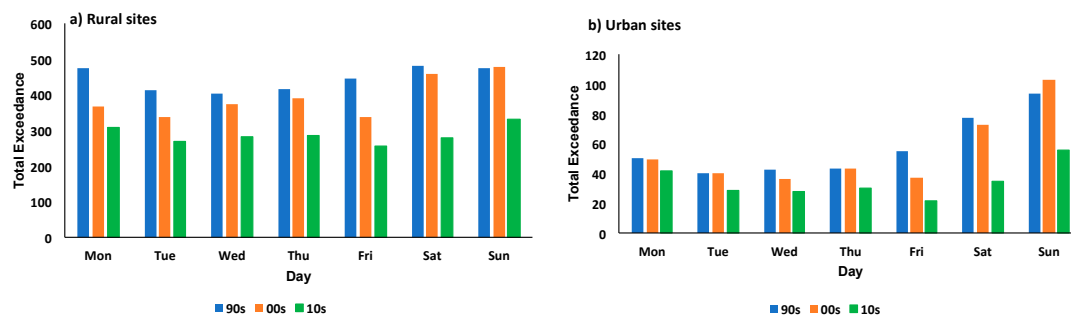 a) Rural sites
600
500
400
300
200
100
0
Total Exceedance
Mon Tue Wed Thu Fri Sat Sun
Day
90s 00s 10s
b) Urban sites
120
100
80
60
40
20
0
Total Exceedance
Mon Tue Wed Thu Fri Sat Sun
Day
90s 00s 10s